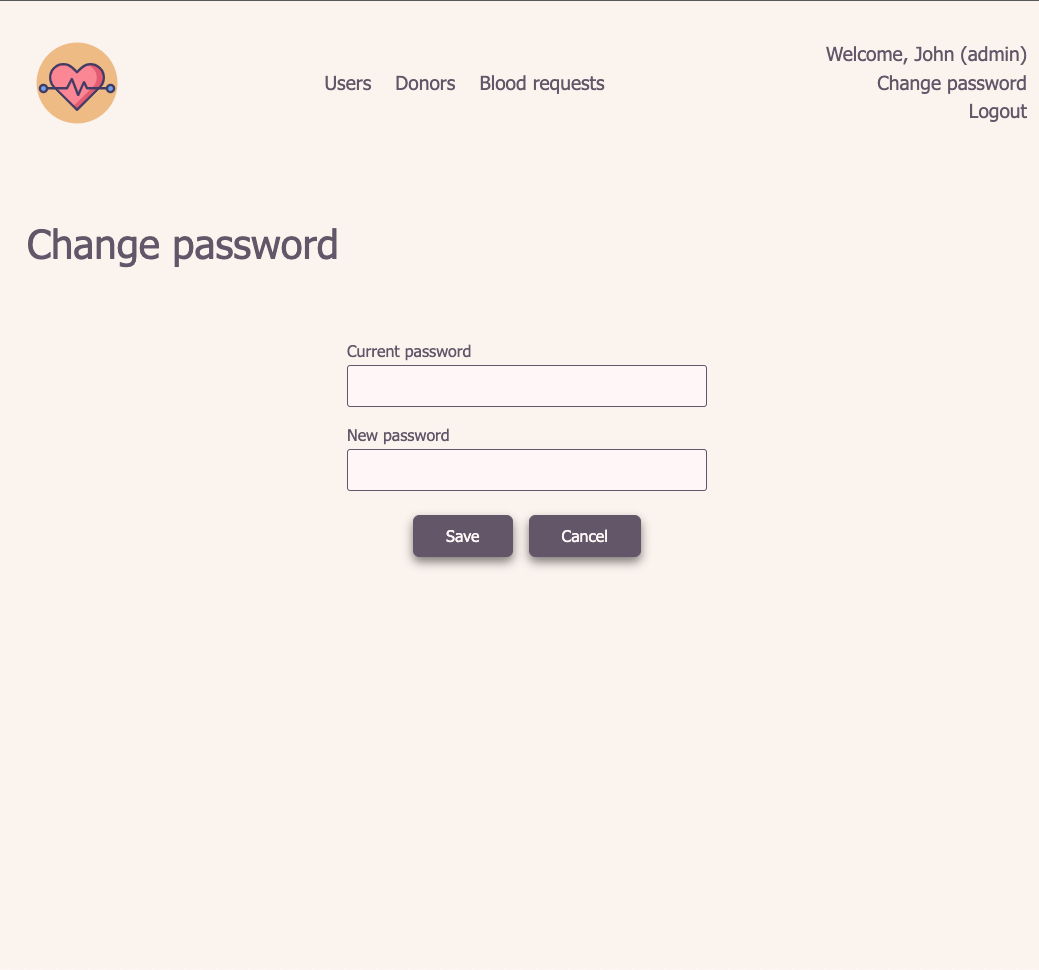 Users Donors Blood requests
Welcome, John (admin)
Change password
Logout
Change password
Current password
New password
Save Cancel